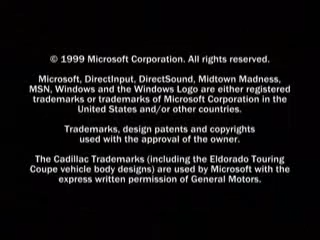 © 1999 Microsoft Corporation. All rights reserved.
Microsoft, DirectInput, DirectSound, Midtown Madness,
MSN, Windows and the Windows Logo are either registered
trademarks or trademarks of Microsoft Corporation in the
United States and/or other countries.
Trademarks, design patents and copyrights
used with the approval of the owner.
The Cadillac Trademarks (including the Eldorado Touring
Coupe vehicle body designs) are used by Microsoft with the
express written permission of General Motors.